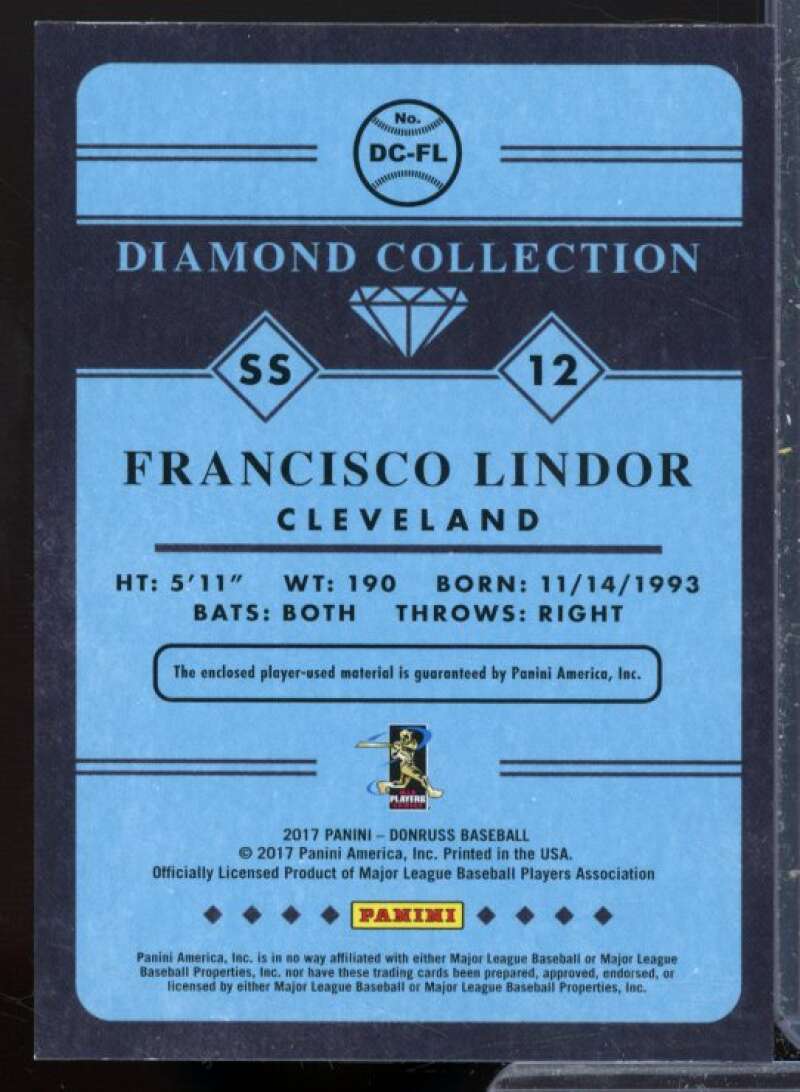 No.
DC-FL
DIAMOND COLLECTION
SS 12
FRANCISCO LINDOR
CLEVELAND
HT: 5'11" WT: 190 BORN: 11/14/1993
BATS: BOTH THROWS: RIGHT
The enclosed player-used material is guaranteed by Panini America, Inc.
PLAYERS
2017 PANINI – DONRUSS BASEBALL
© 2017 Panini America, Inc. Printed in the USA.
Officially Licensed Product of Major League Baseball Players Association
PANINI
Panini America, Inc. is in no way affiliated with either Major League Baseball or Major League
Baseball Properties, Inc. nor have these trading cards been prepared, approved, endorsed, or
licensed by either Major League Baseball or Major League Baseball Properties, Inc.